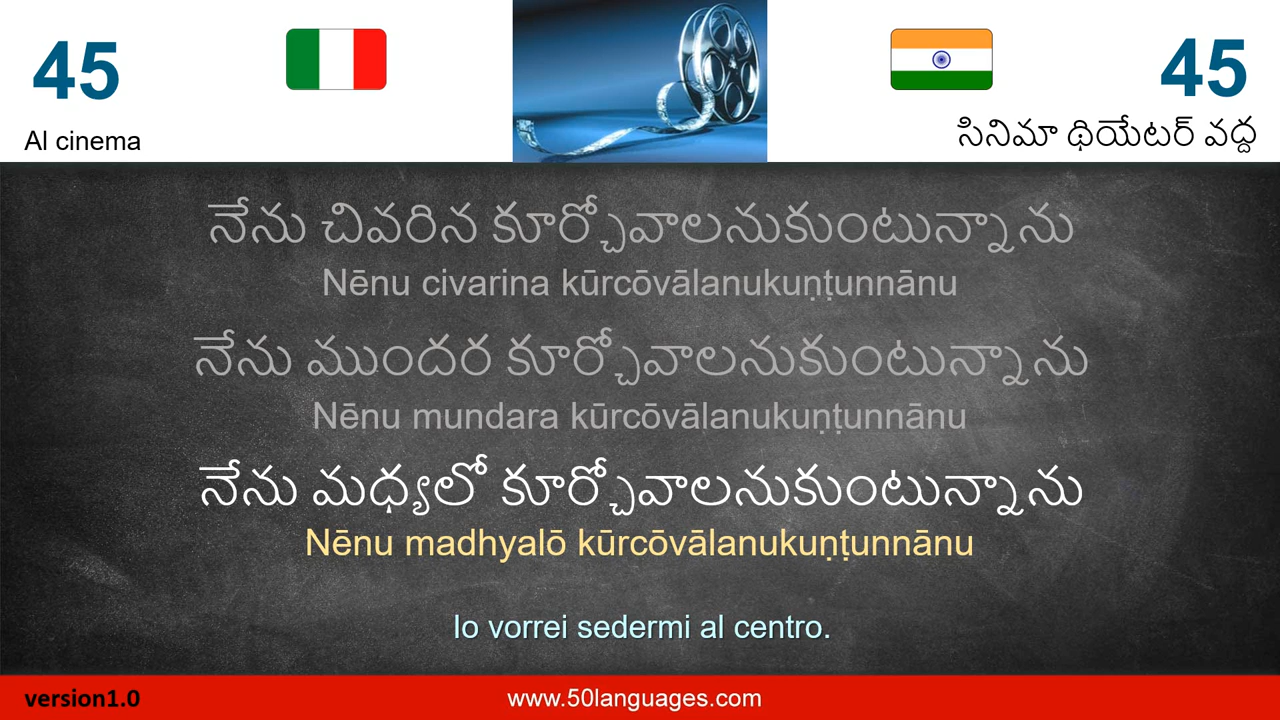 45
45
Al cinema
సినిమా థియేటర్ వద్ద
నేను చివరిన కూర్చోవాలనుకుంటున్నాను
Nēnu civarina kūrcōvālanukuṇṭunnānu
నేను ముందర కూర్చోవాలనుకుంటున్నాను
Nēnu mundara kūrcōvālanukuṇṭunnānu
నేను మధ్యలో కూర్చోవాలనుకుంటున్నాను
Nēnu madhyalō kūrcōvālanukuṇṭunnānu
Io vorrei sedermi al centro.
version1.0
www.50languages.com